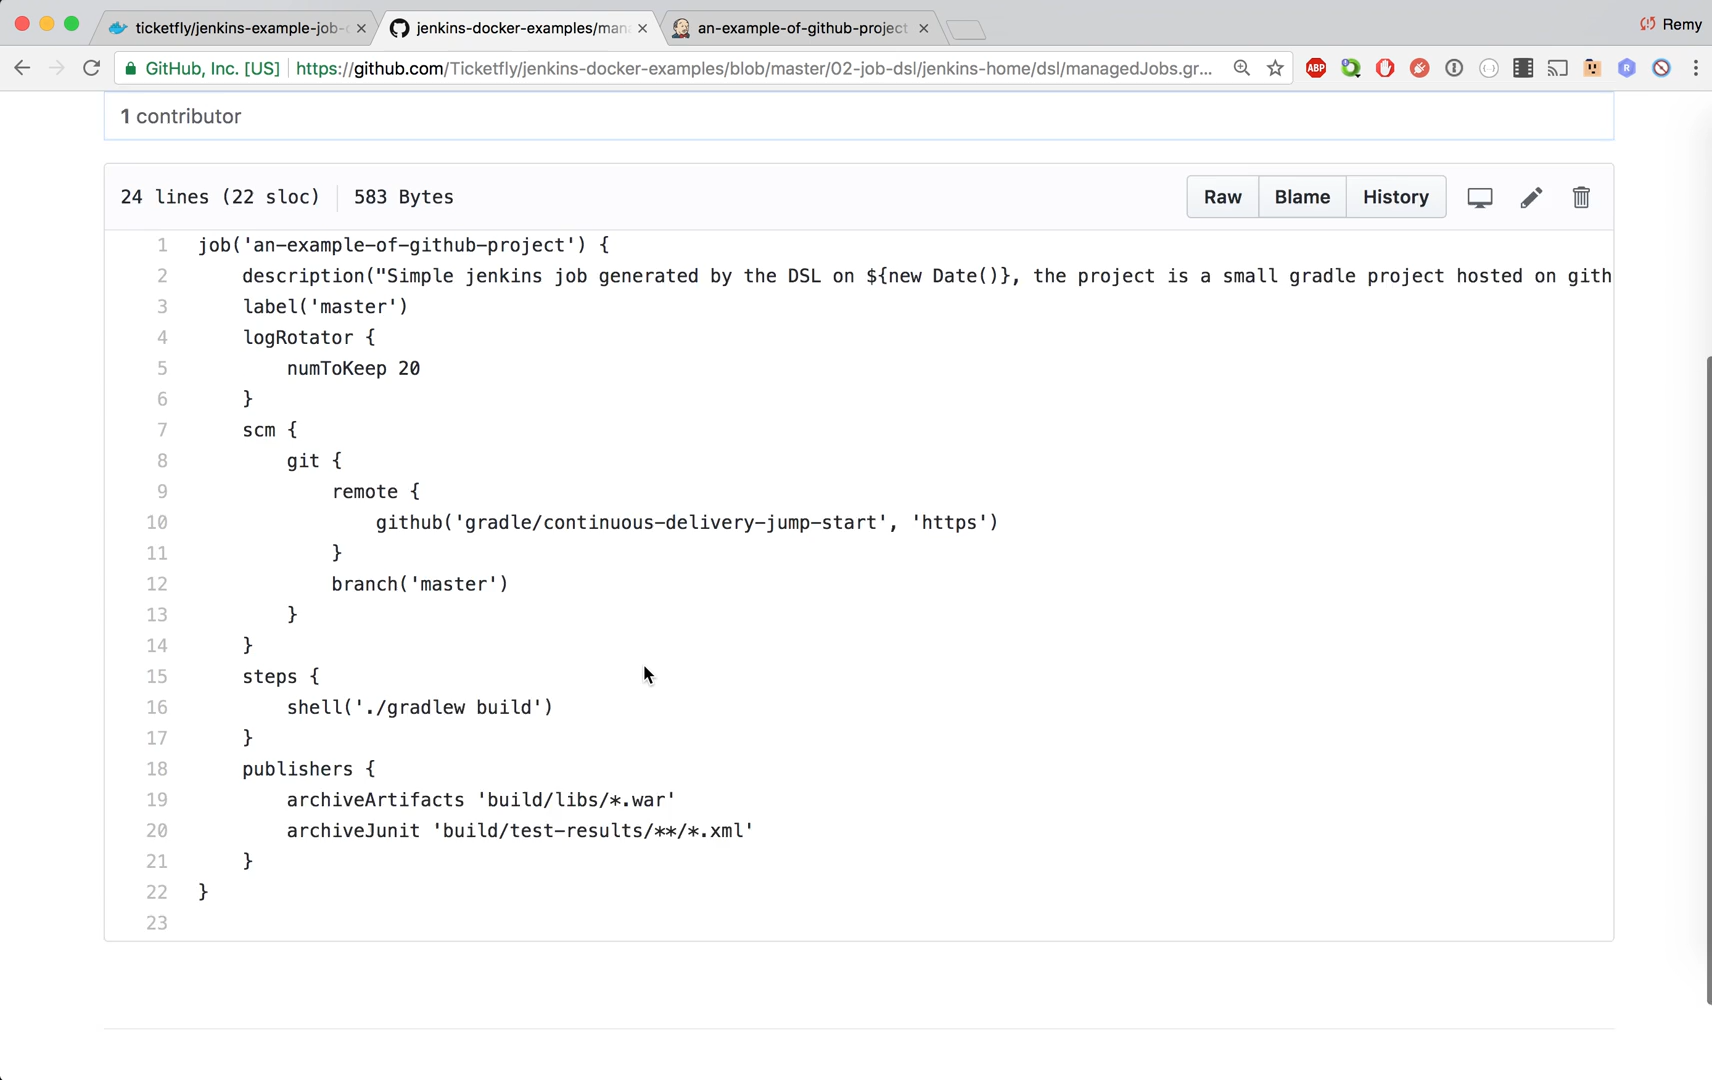 ticketfly/jenkins-example-job-
jenkins-docker-examples/man
an-example-of-github-project
Remy
GitHub, Inc. [US]
https://github.com/Ticketfly/jenkins-docker-examples/blob/master/02-job-dsl/jenkins-home/dsl/managedJobs.gr...
ABP
R
1 contributor
24 lines (22 sloc)
583 Bytes
Raw
Blame
History
1 job('an-example-of-github-project') {
2 description("Simple jenkins job generated by the DSL on ${new Date()}, the project is a small gradle project hosted on gith
3 label('master')
4 logRotator {
5 numToKeep 20
6 }
7 scm {
8 git {
9 remote {
10 github('gradle/continuous-delivery-jump-start', 'https')
11 }
12 branch('master')
13 }
14 }
15 steps {
16 shell('./gradlew build')
17 }
18 publishers {
19 archiveArtifacts 'build/libs/*.war'
20 archiveJunit 'build/test-results/**/*.xml'
21 }
22 }
23